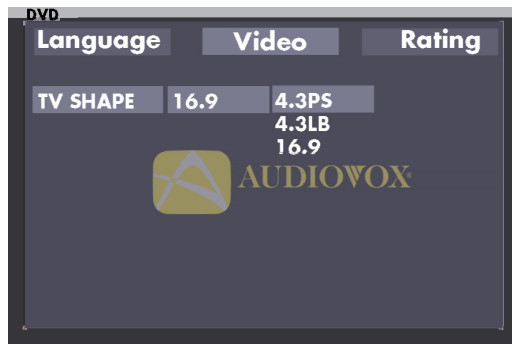 DVD
Language Video Rating
TV SHAPE 16.9 4.3PS
4.3LB
16.9
AUDIOVOX®